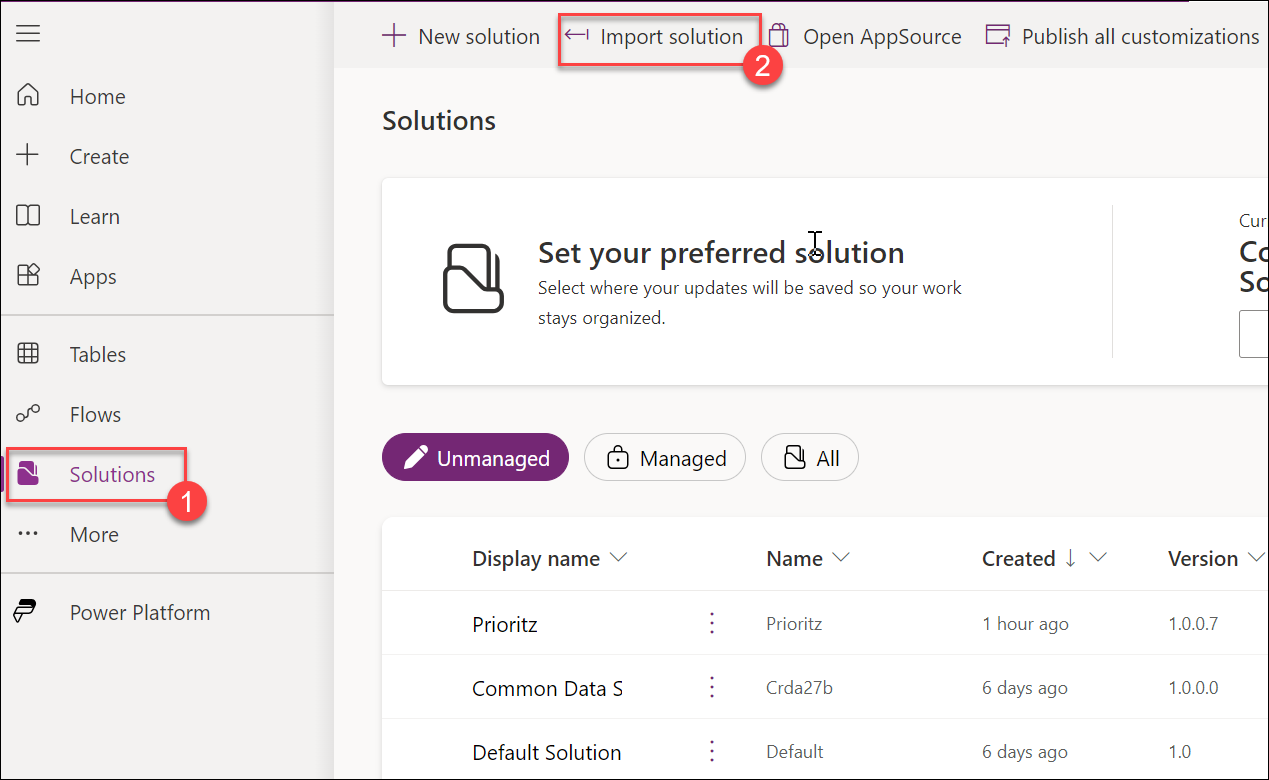 New solution Import solution Open AppSource Publish all customizations
2
Home
Create
Learn
Apps
Tables
Flows
Solutions
1
More
Power Platform
Solutions
Set your preferred solution
Select where your updates will be saved so your work
stays organized.
Cur
Co
So
Unmanaged Managed All
Display name Name Created Version
Prioritz Prioritz 1 hour ago 1.0.0.7
Common Data S Crda27b 6 days ago 1.0.0.0
Default Solution Default 6 days ago 1.0